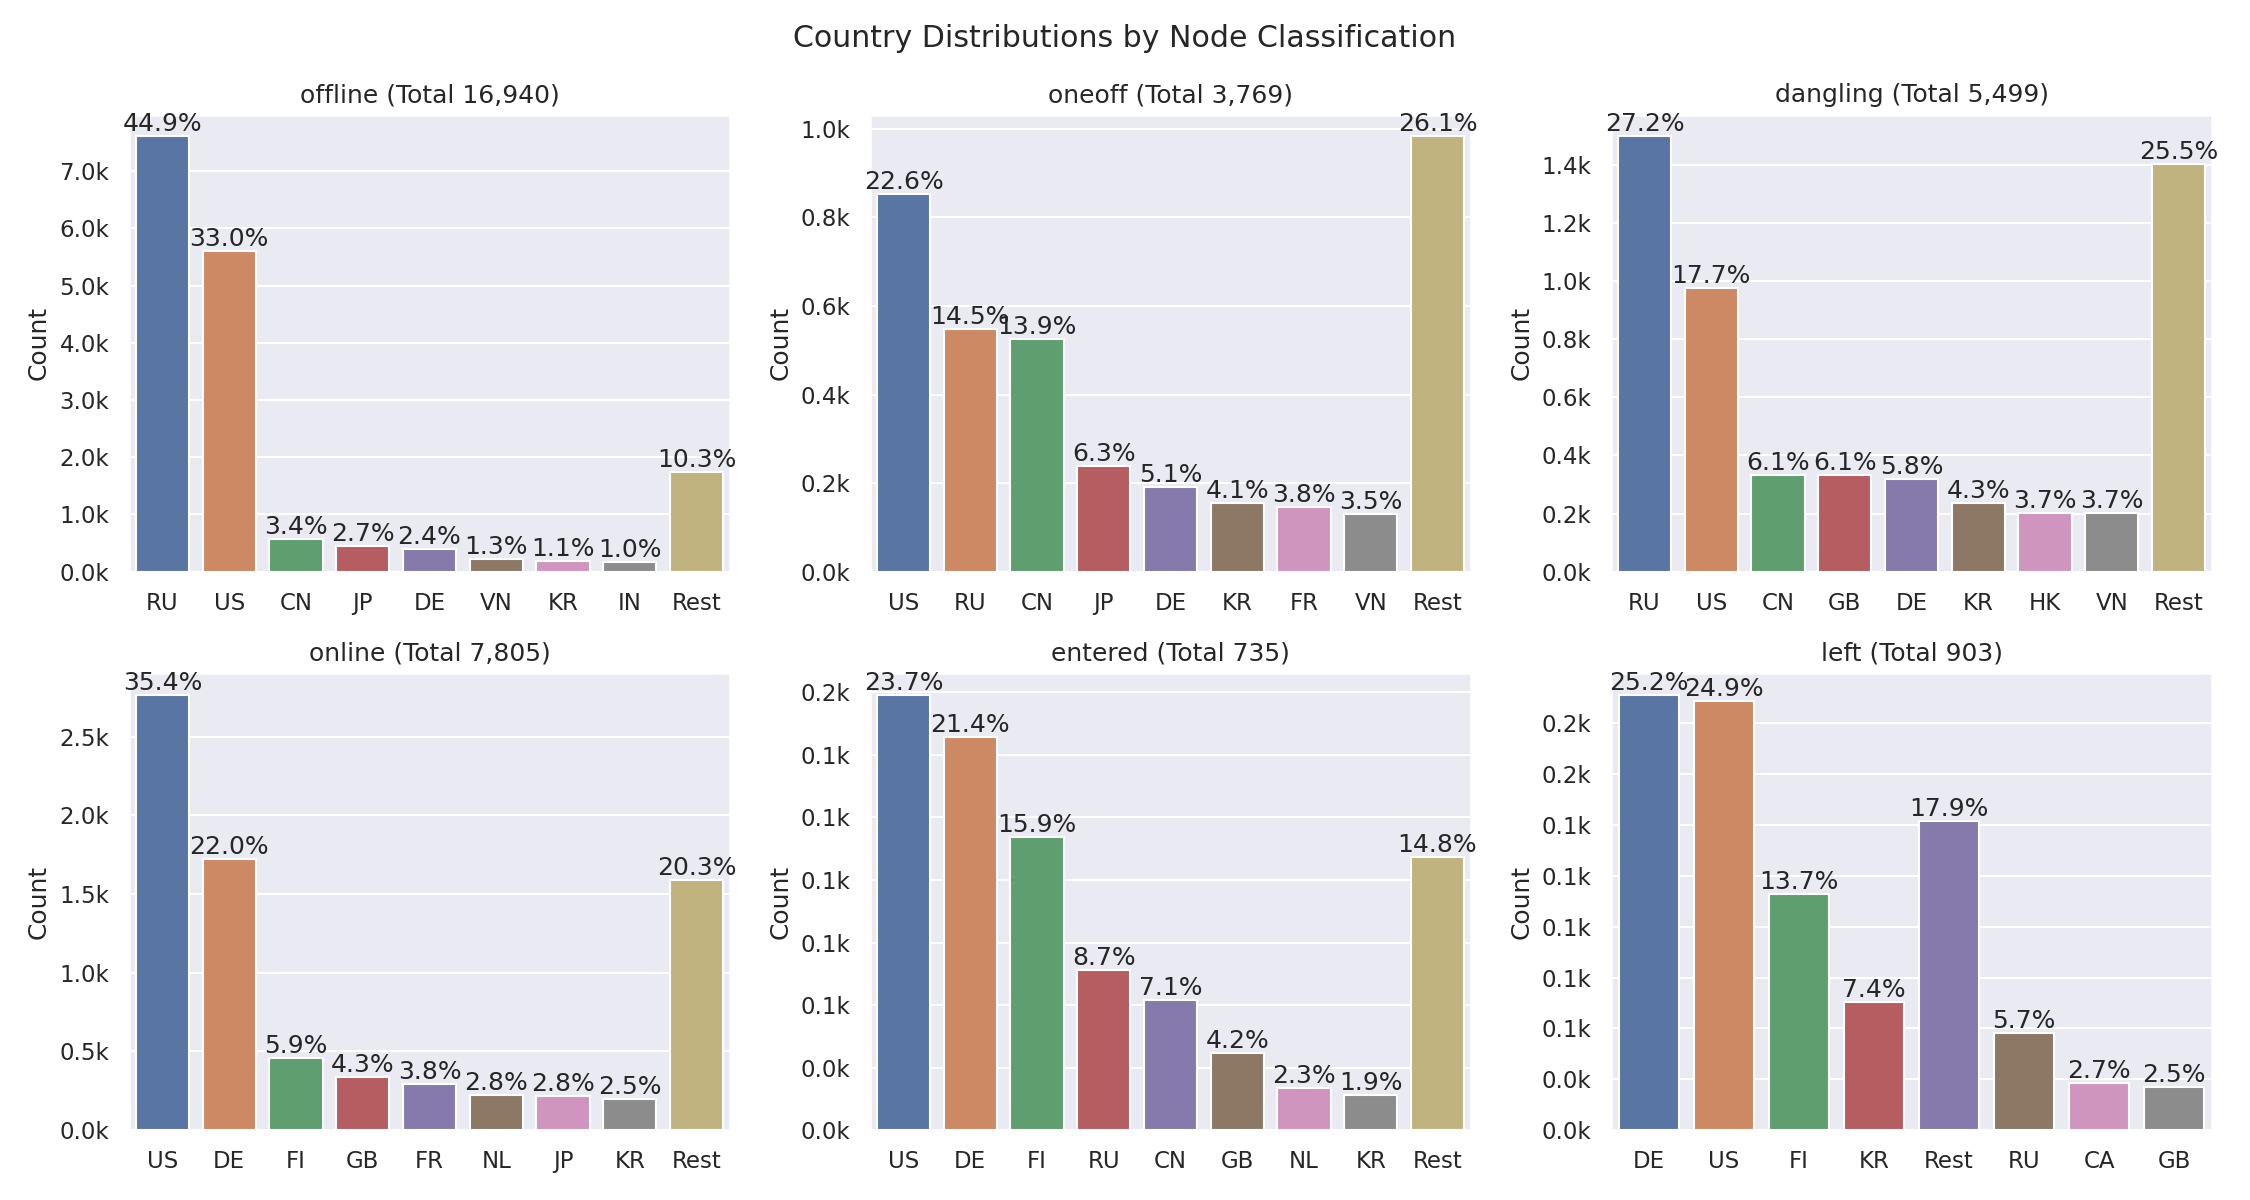 Country Distributions by Node Classification
offline (Total 16,940)
Count
7.0k
6.0k
5.0k
4.0k
3.0k
2.0k
1.0k
0.0k
44.9%
33.0%
3.4%
2.7%
2.4%
1.3%
1.1%
1.0%
10.3%
RU US CN JP DE VN KR IN Rest
oneoff (Total 3,769)
Count
1.0k
0.8k
0.6k
0.4k
0.2k
0.0k
22.6%
14.5%
13.9%
6.3%
5.1%
4.1%
3.8%
3.5%
26.1%
US RU CN JP DE KR FR VN Rest
dangling (Total 5,499)
Count
1.4k
1.2k
1.0k
0.8k
0.6k
0.4k
0.2k
0.0k
27.2%
17.7%
6.1%
6.1%
5.8%
4.3%
3.7%
3.7%
25.5%
RU US CN GB DE KR HK VN Rest
online (Total 7,805)
Count
2.5k
2.0k
1.5k
1.0k
0.5k
0.0k
35.4%
22.0%
5.9%
4.3%
3.8%
2.8%
2.8%
2.5%
20.3%
US DE FI GB FR NL JP KR Rest
entered (Total 735)
Count
0.2k
0.1k
0.1k
0.1k
0.1k
0.1k
0.0k
0.0k
23.7%
21.4%
15.9%
8.7%
7.1%
4.2%
2.3%
1.9%
14.8%
US DE FI RU CN GB NL KR Rest
left (Total 903)
Count
0.2k
0.2k
0.1k
0.1k
0.1k
0.1k
0.1k
0.0k
0.0k
25.2%
24.9%
13.7%
7.4%
17.9%
5.7%
2.7%
2.5%
DE US FI KR Rest RU CA GB